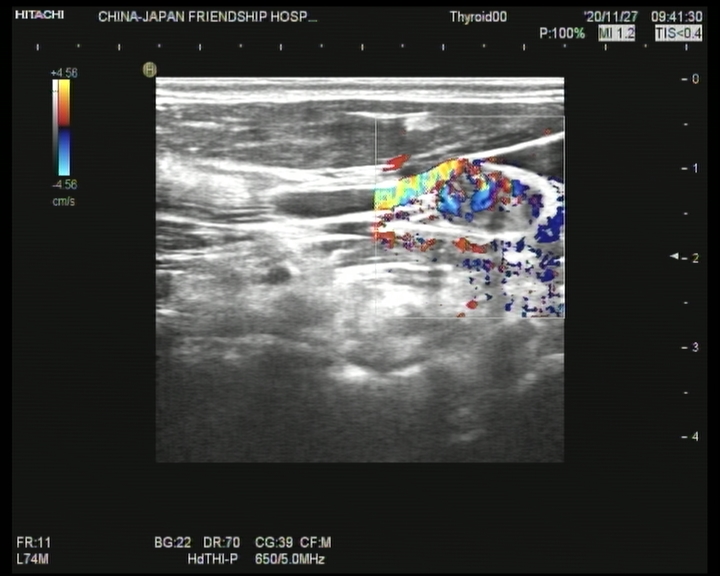 HITACHI CHINA-JAPAN FRIENDSHIP HOSP... Thyroid00 '20/11/27 09:41:30
P:100% MI 1.2 TIS<0.4
H
+4.56
-4.56
cm/s
0
1
2
3
4
FR:11 BG:22 DR:70 CG:39 CF:M
L74M HdTHI-P 650/5.0MHz